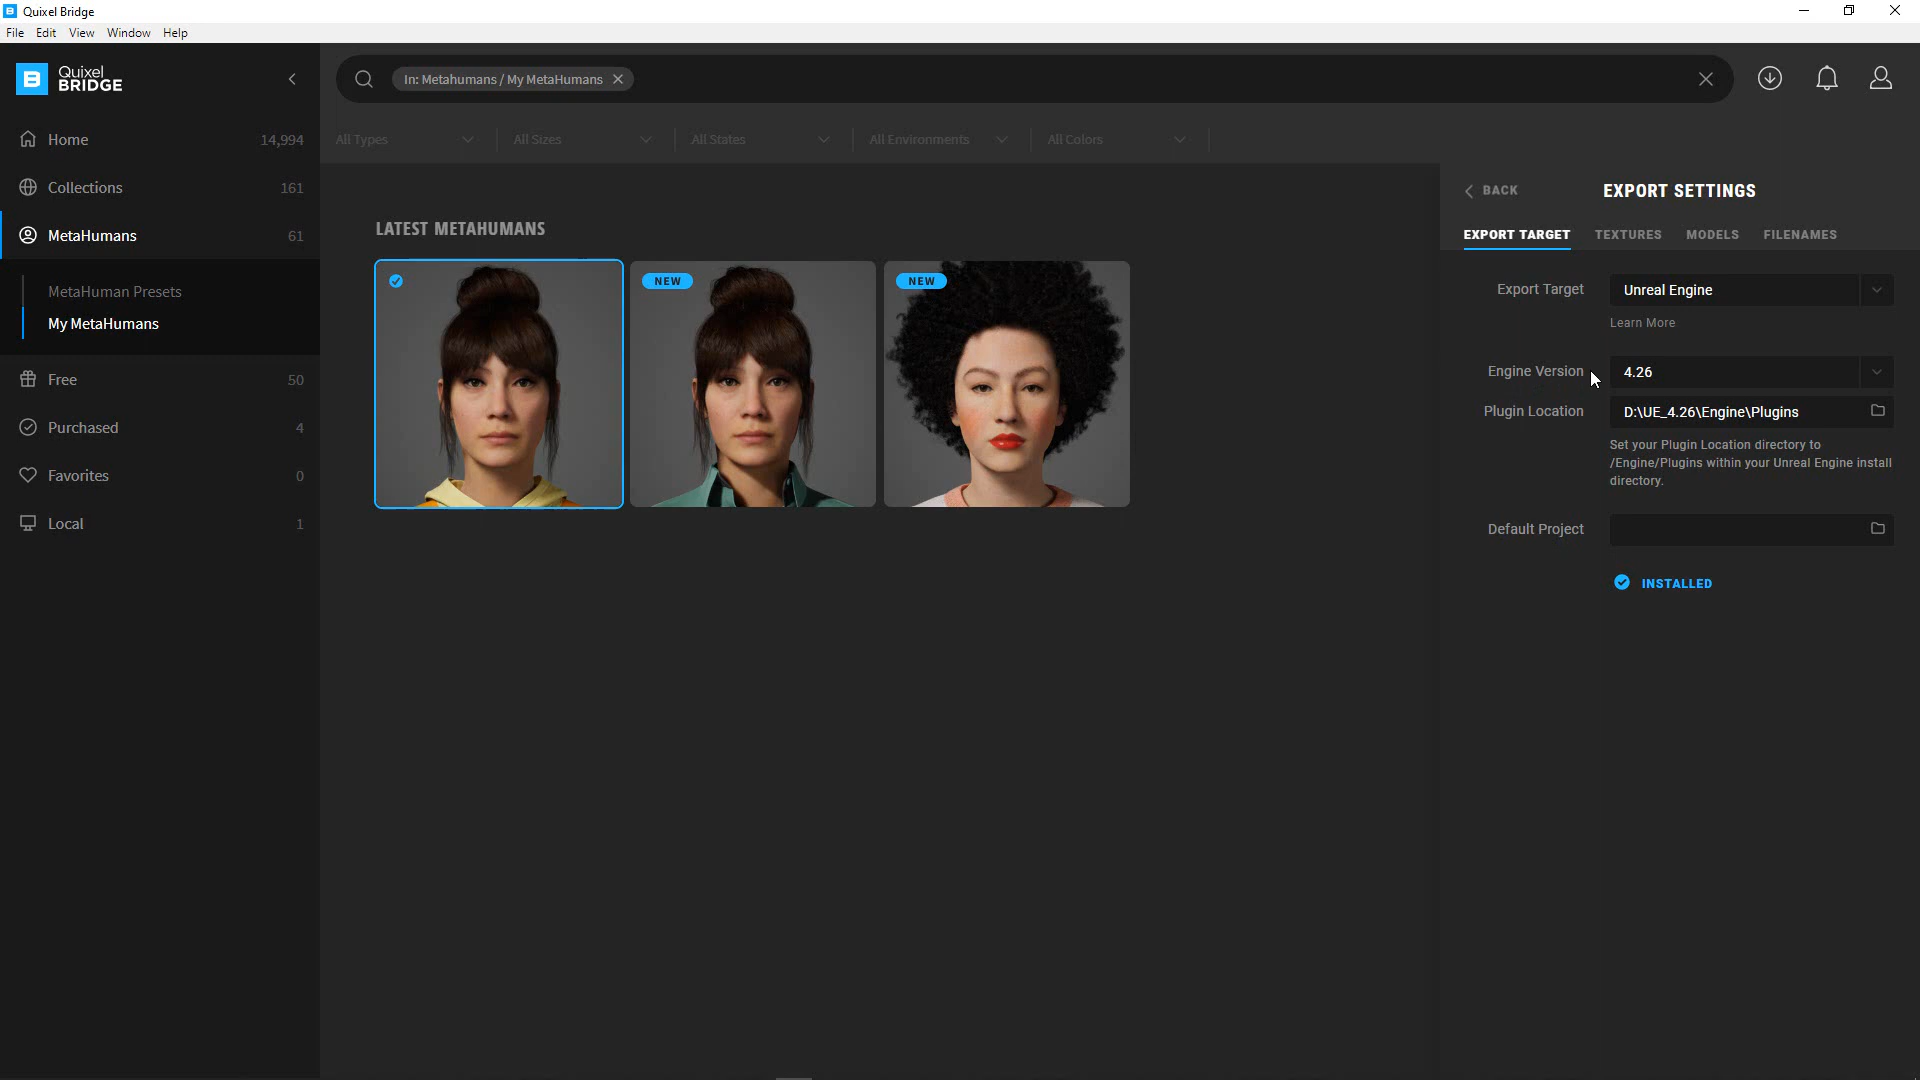 Quixel Bridge
File Edit View Window Help
Quixel
BRIDGE
In: Metahumans / My MetaHumans
Home 14,994
All Types All Sizes All States All Environments All Colors
Collections 161
MetaHumans 61
MetaHuman Presets
My MetaHumans
Free 50
Purchased 4
Favorites 0
Local 1
LATEST METAHUMANS
NEW
NEW
BACK EXPORT SETTINGS
EXPORT TARGET TEXTURES MODELS FILENAMES
Export Target Unreal Engine
Learn More
Engine Version 4.26
Plugin Location D:\UE_4.26\Engine\Plugins
Set your Plugin Location directory to
/Engine/Plugins within your Unreal Engine install
directory.
Default Project
INSTALLED